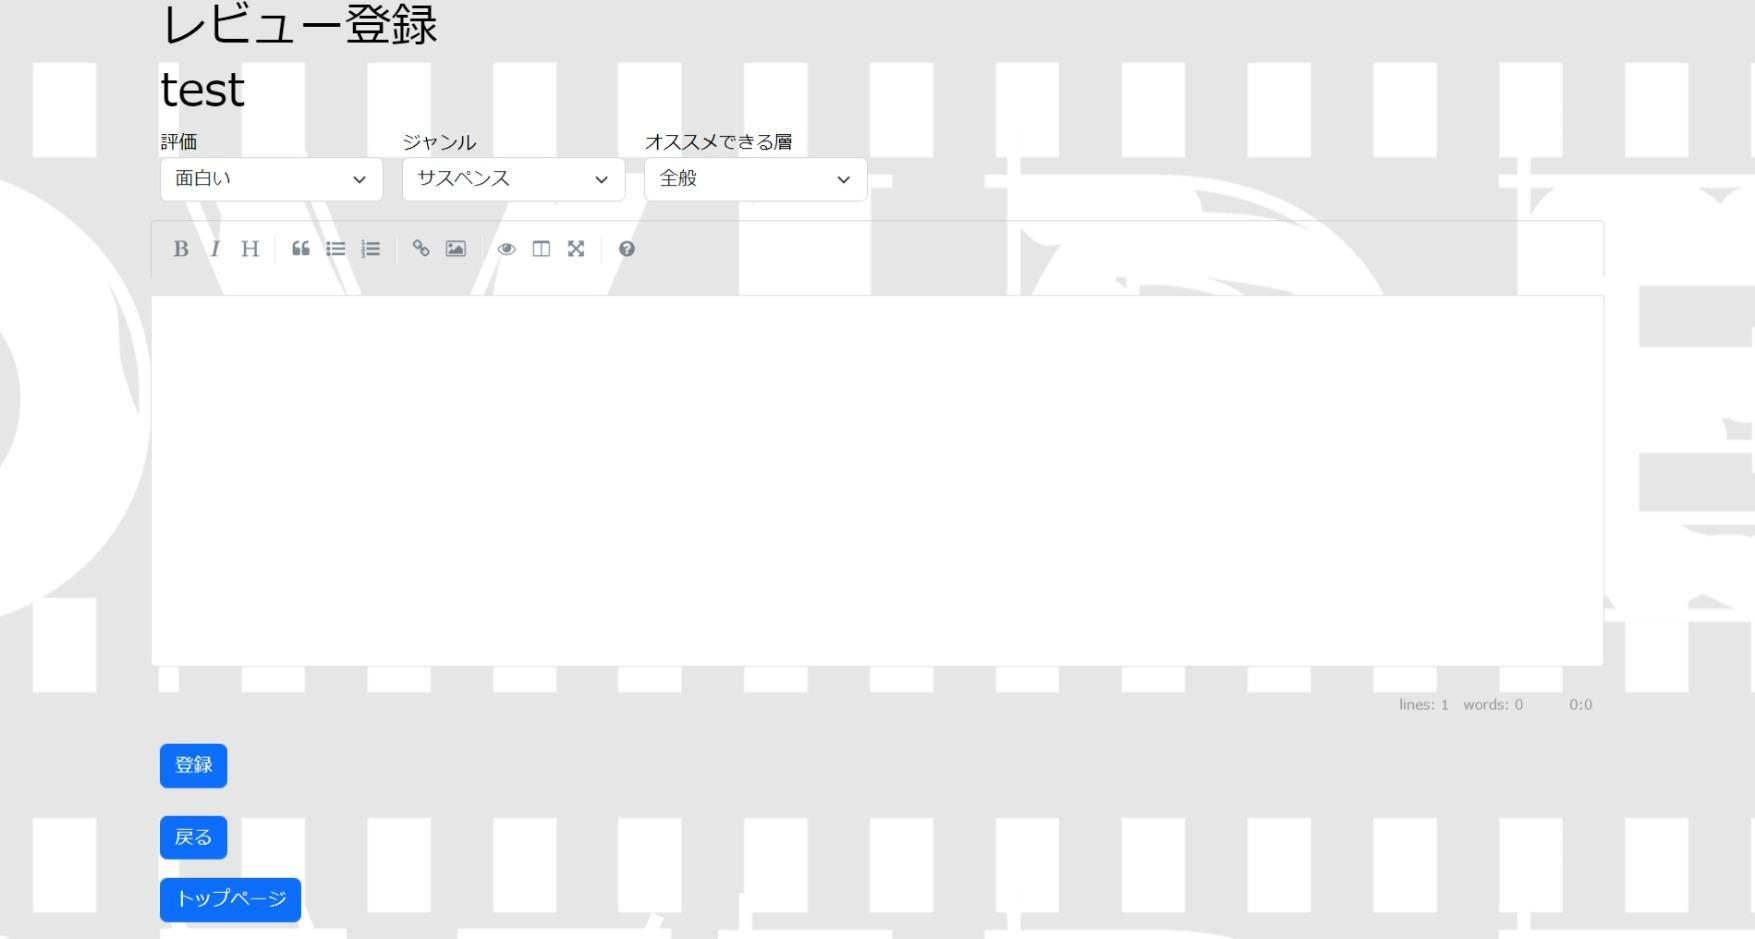 レビュー登録
test
評価 ジャンル オススメできる層
面白い サスペンス 全般
B I H
lines: 1 words: 0 0:0
登録
戻る
トップページ